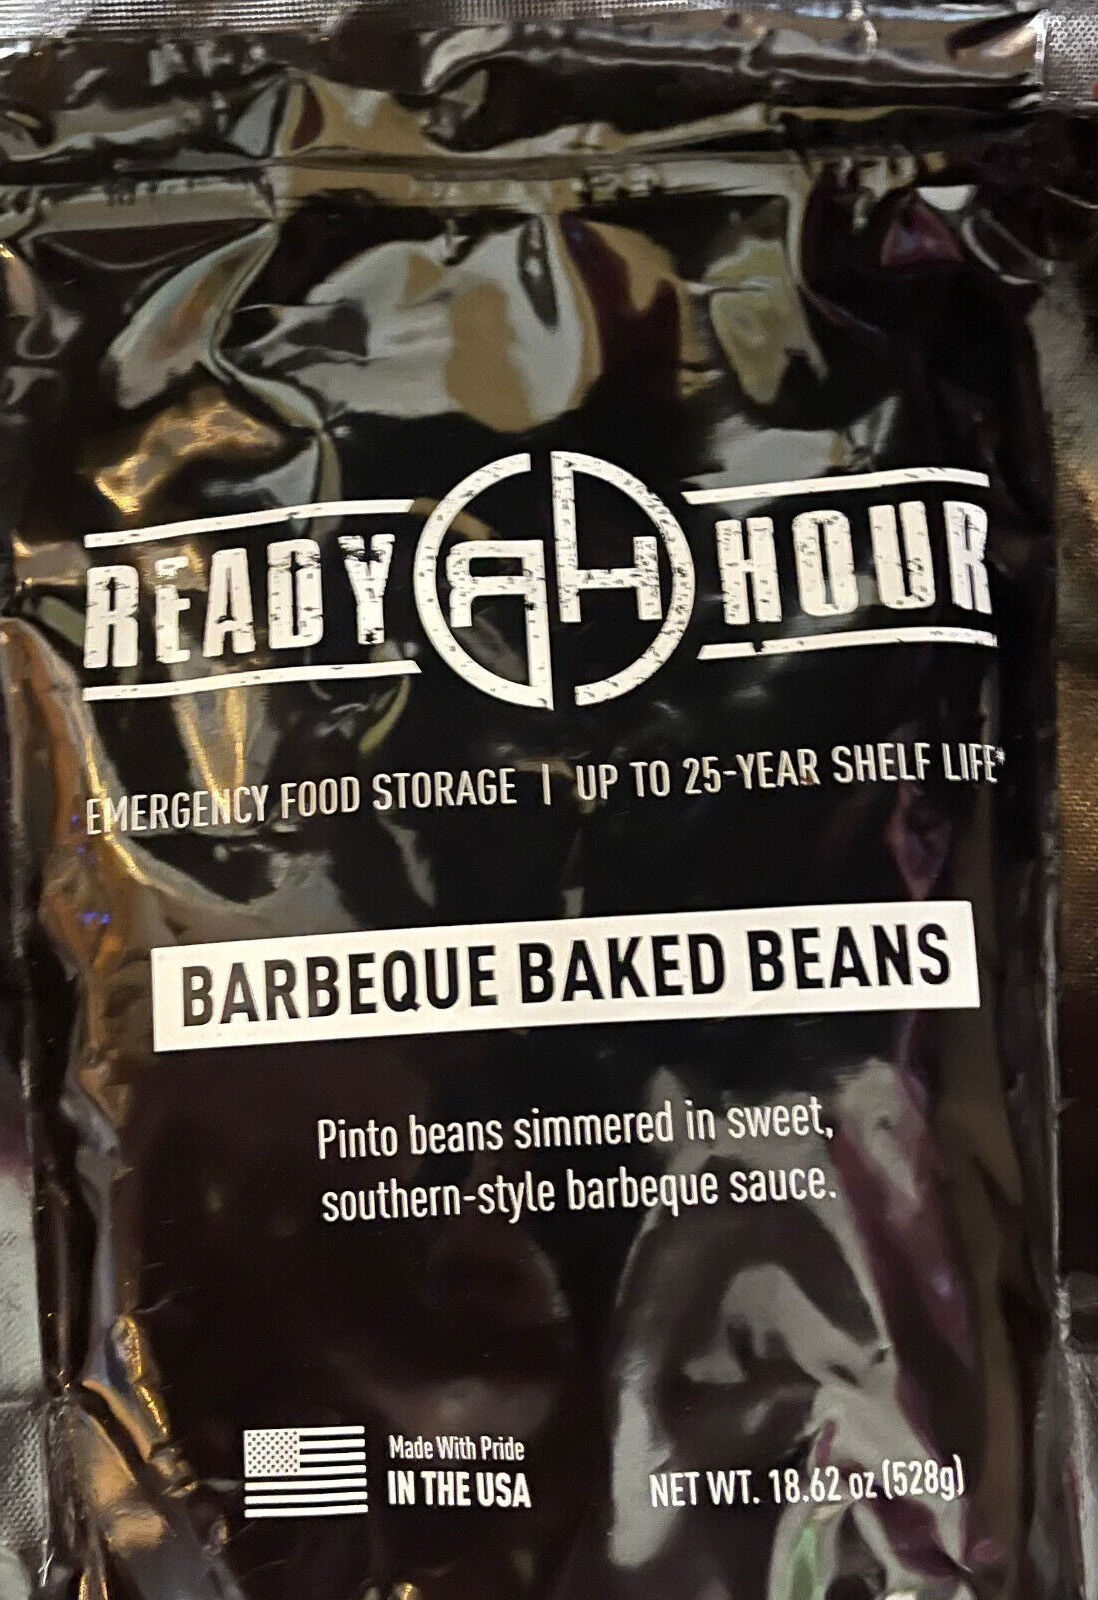 READY RH HOUR
EMERGENCY FOOD STORAGE | UP TO 25-YEAR SHELF LIFE*
BARBEQUE BAKED BEANS
Pinto beans simmered in sweet,
southern-style barbeque sauce.
Made With Pride
IN THE USA
NET WT. 18.62 oz (528g)